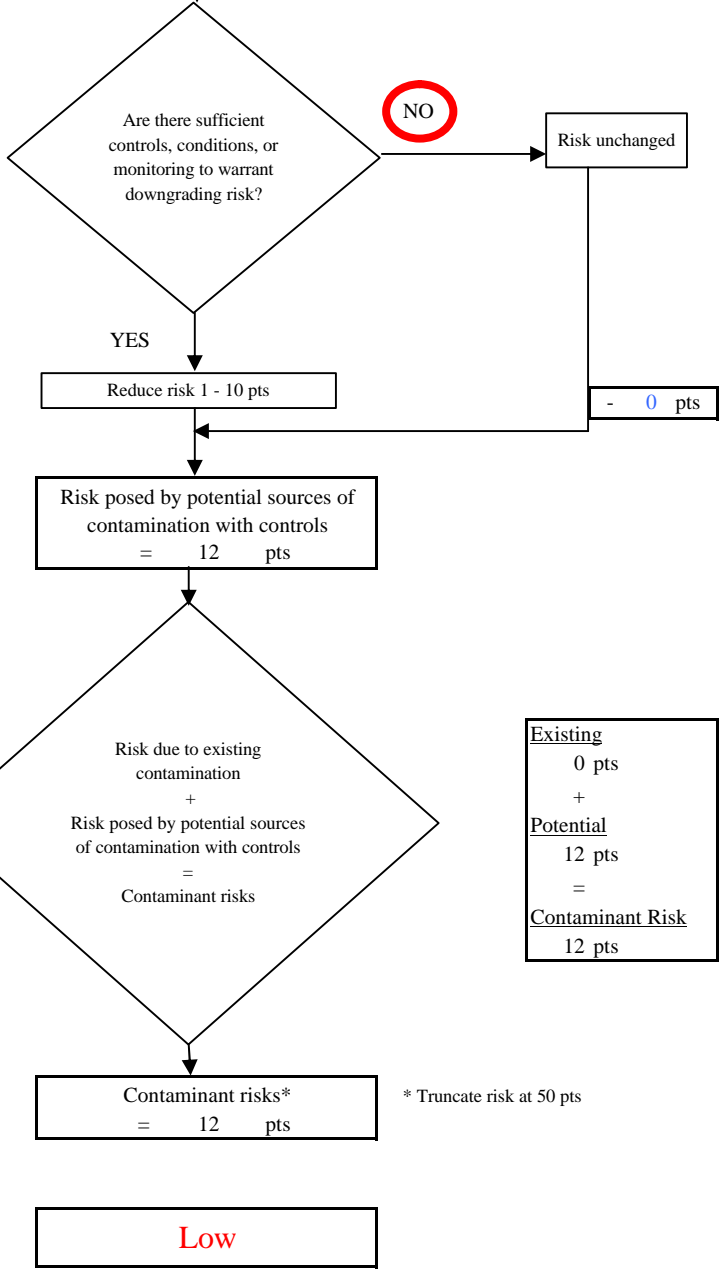 Are there sufficient
controls, conditions, or
monitoring to warrant
downgrading risk?
NO
Risk unchanged
YES
Reduce risk 1 - 10 pts
- 0 pts
Risk posed by potential sources of
contamination with controls
= 12 pts
Risk due to existing
contamination
+
Risk posed by potential sources
of contamination with controls
=
Contaminant risks
Existing
0 pts
+
Potential
12 pts
=
Contaminant Risk
12 pts
Contaminant risks*
= 12 pts
* Truncate risk at 50 pts
Low